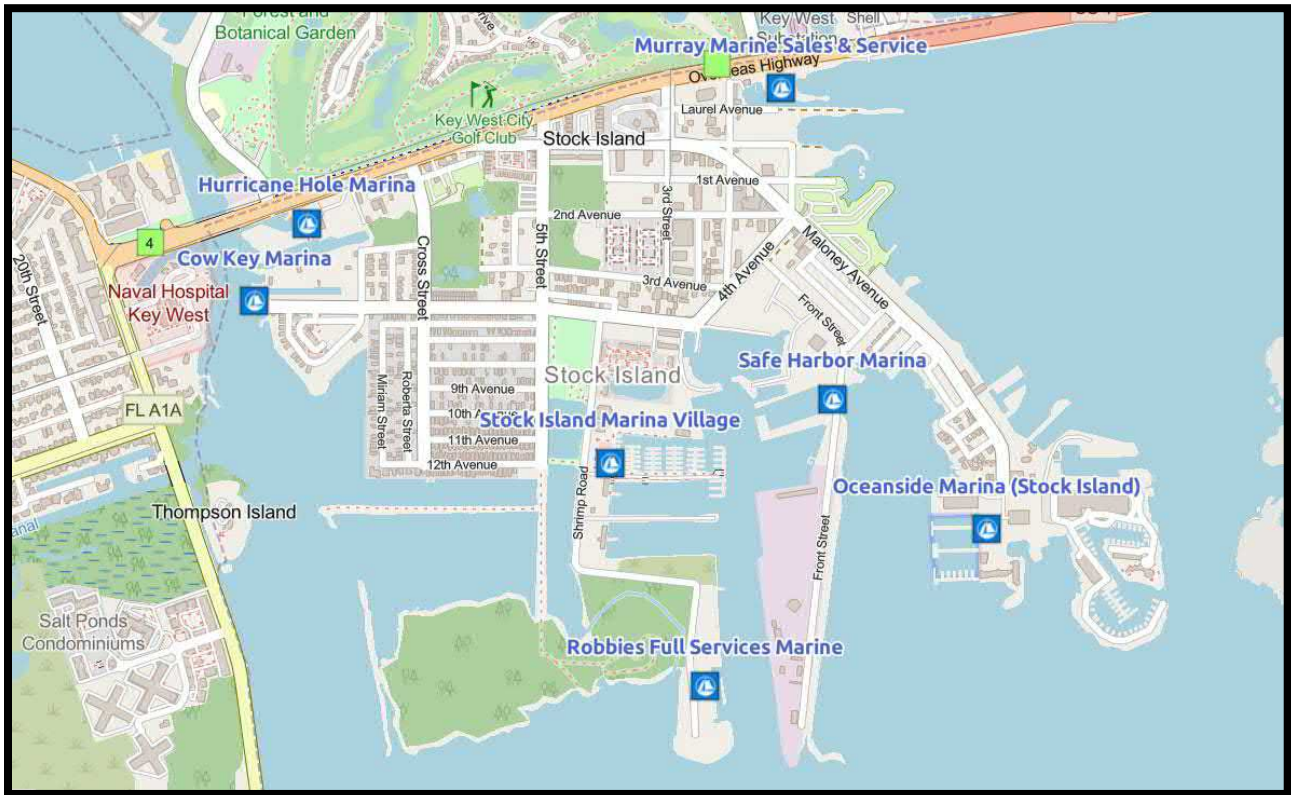 Forest and
Botanical Garden
Key West
Substation
Shell
Murray Marine Sales & Service
Overseas Highway
Laurel Avenue
Key West City
Golf Club
Stock Island
Hurricane Hole Marina
1st Avenue
3rd Street
2nd Avenue
4
Cow Key Marina
Cross Street
5th Street
20th Street
Naval Hospital
Key West
3rd Avenue
4th Avenue
Maloney Avenue
Front Street
Safe Harbor Marina
Stock Island
FL A1A
Miriam Street
Roberta Street
9th Avenue
10th Avenue
Stock Island Marina Village
11th Avenue
12th Avenue
Shrimp Road
Oceanside Marina (Stock Island)
Thompson Island
Front Street
Salt Ponds
Condominiums
Robbies Full Services Marine